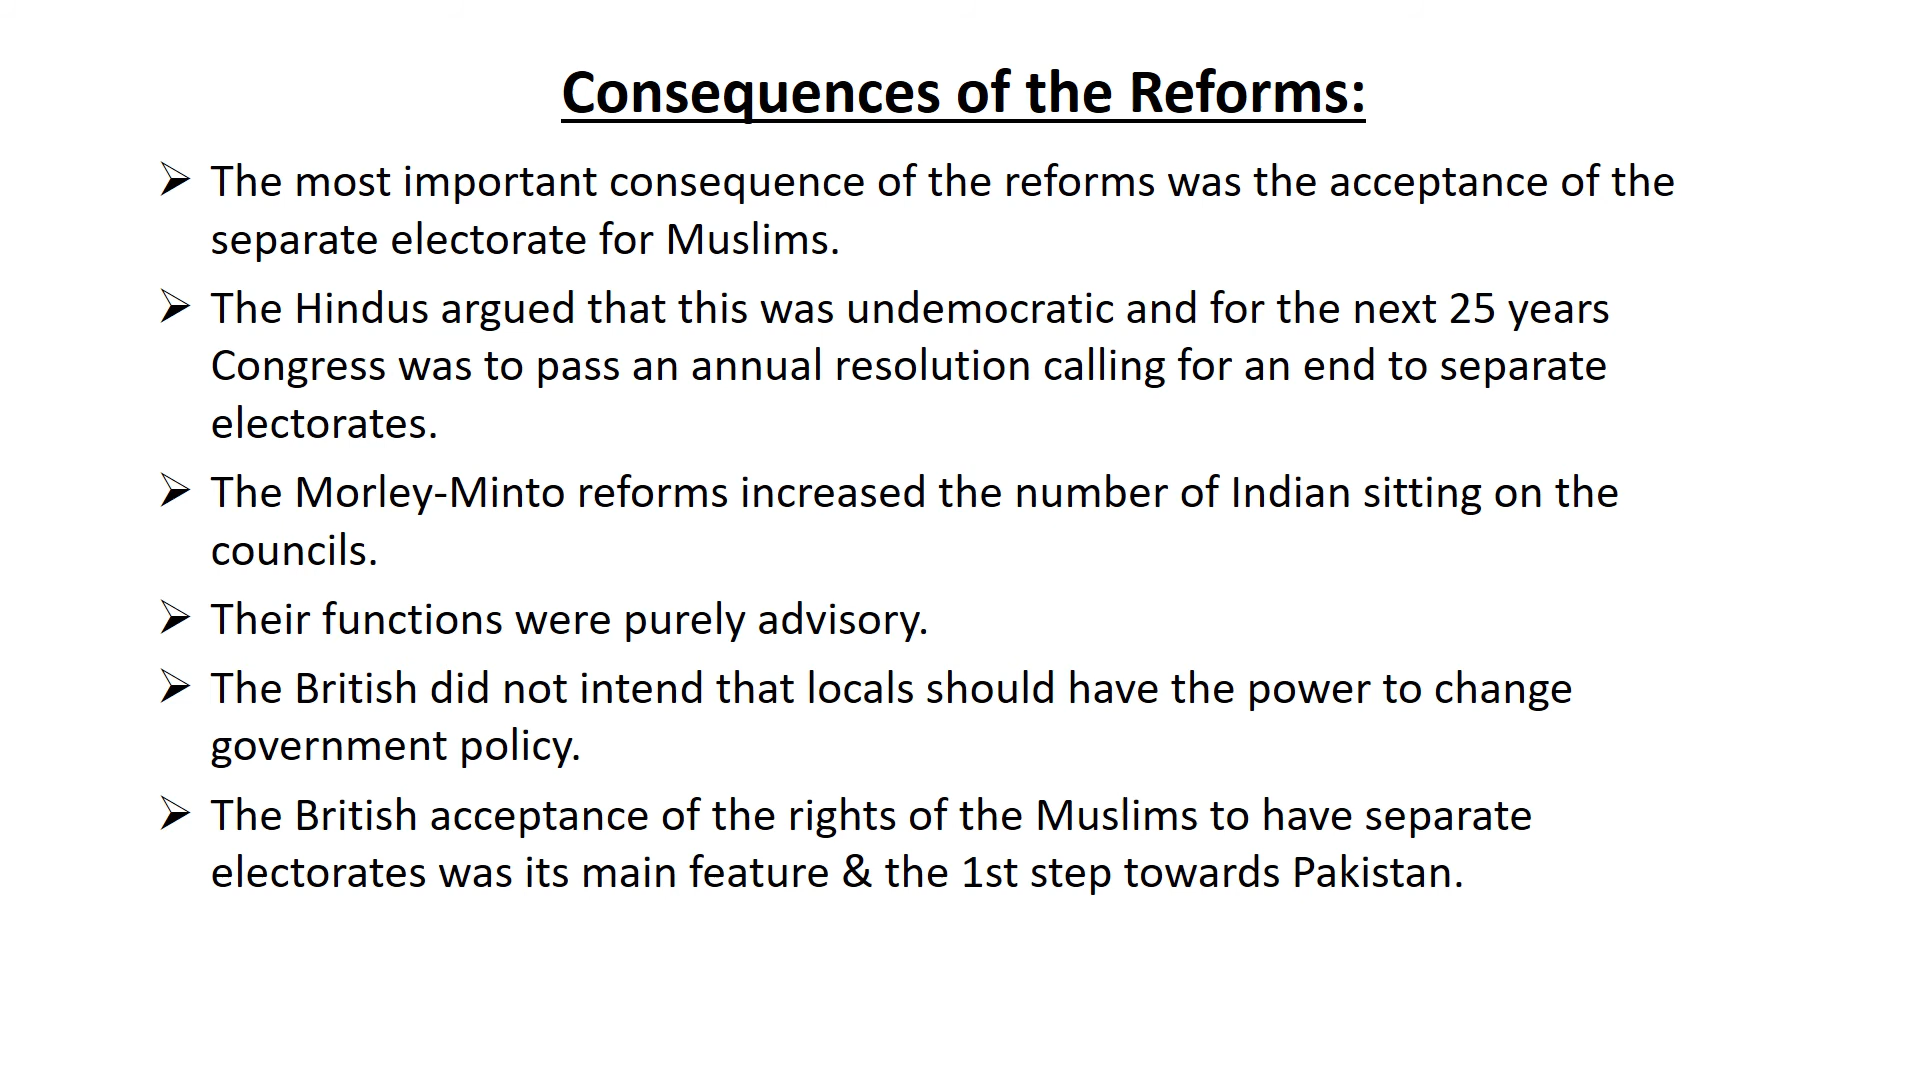 Consequences of the Reforms:
➢ The most important consequence of the reforms was the acceptance of the
separate electorate for Muslims.
➢ The Hindus argued that this was undemocratic and for the next 25 years
Congress was to pass an annual resolution calling for an end to separate
electorates.
➢ The Morley-Minto reforms increased the number of Indian sitting on the
councils.
➢ Their functions were purely advisory.
➢ The British did not intend that locals should have the power to change
government policy.
➢ The British acceptance of the rights of the Muslims to have separate
electorates was its main feature & the 1st step towards Pakistan.